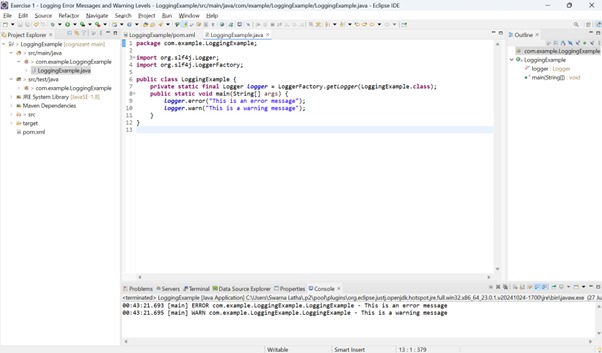 Exercise 1 - Logging Error Messages and Warning Levels - LoggingExample/src/main/java/com/example/LoggingExample/LoggingExample.java - Eclipse IDE
File Edit Source Refactor Navigate Search Project Run Window Help
Project Explorer
LoggingExample [cognizant main]
src/main/java
com.example.LoggingExample
LoggingExample.java
src/test/java
com.example.LoggingExample
JRE System Library [JavaSE-1.8]
Maven Dependencies
src
target
pom.xml
LoggingExample/pom.xml
LoggingExample.java
1 package com.example.LoggingExample;
2
3 import org.slf4j.Logger;
4 import org.slf4j.LoggerFactory;
5
6 public class LoggingExample {
7 private static final Logger Logger = LoggerFactory.getLogger(LoggingExample.class);
8 public static void main(String[] args) {
9 Logger.error("This is an error message");
10 Logger.warn("This is a warning message");
11 }
12 }
13
Outline
com.example.LoggingExample
LoggingExample
logger : Logger
main(String[]) : void
Problems Servers Terminal Data Source Explorer Properties Console
<terminated> LoggingExample [Java Application] C:\Users\Swarna Latha\.p2\pool\plugins\org.eclipse.justj.openjdk.hotspot.jre.full.win32.x86_64_23.0.1.v20241024-1700\jre\bin\javaw.exe
00:43:21.693 [main] ERROR com.example.LoggingExample.LoggingExample - This is an error message
00:43:21.695 [main] WARN com.example.LoggingExample.LoggingExample - This is a warning message
Writable Smart Insert 13 : 1 : 379